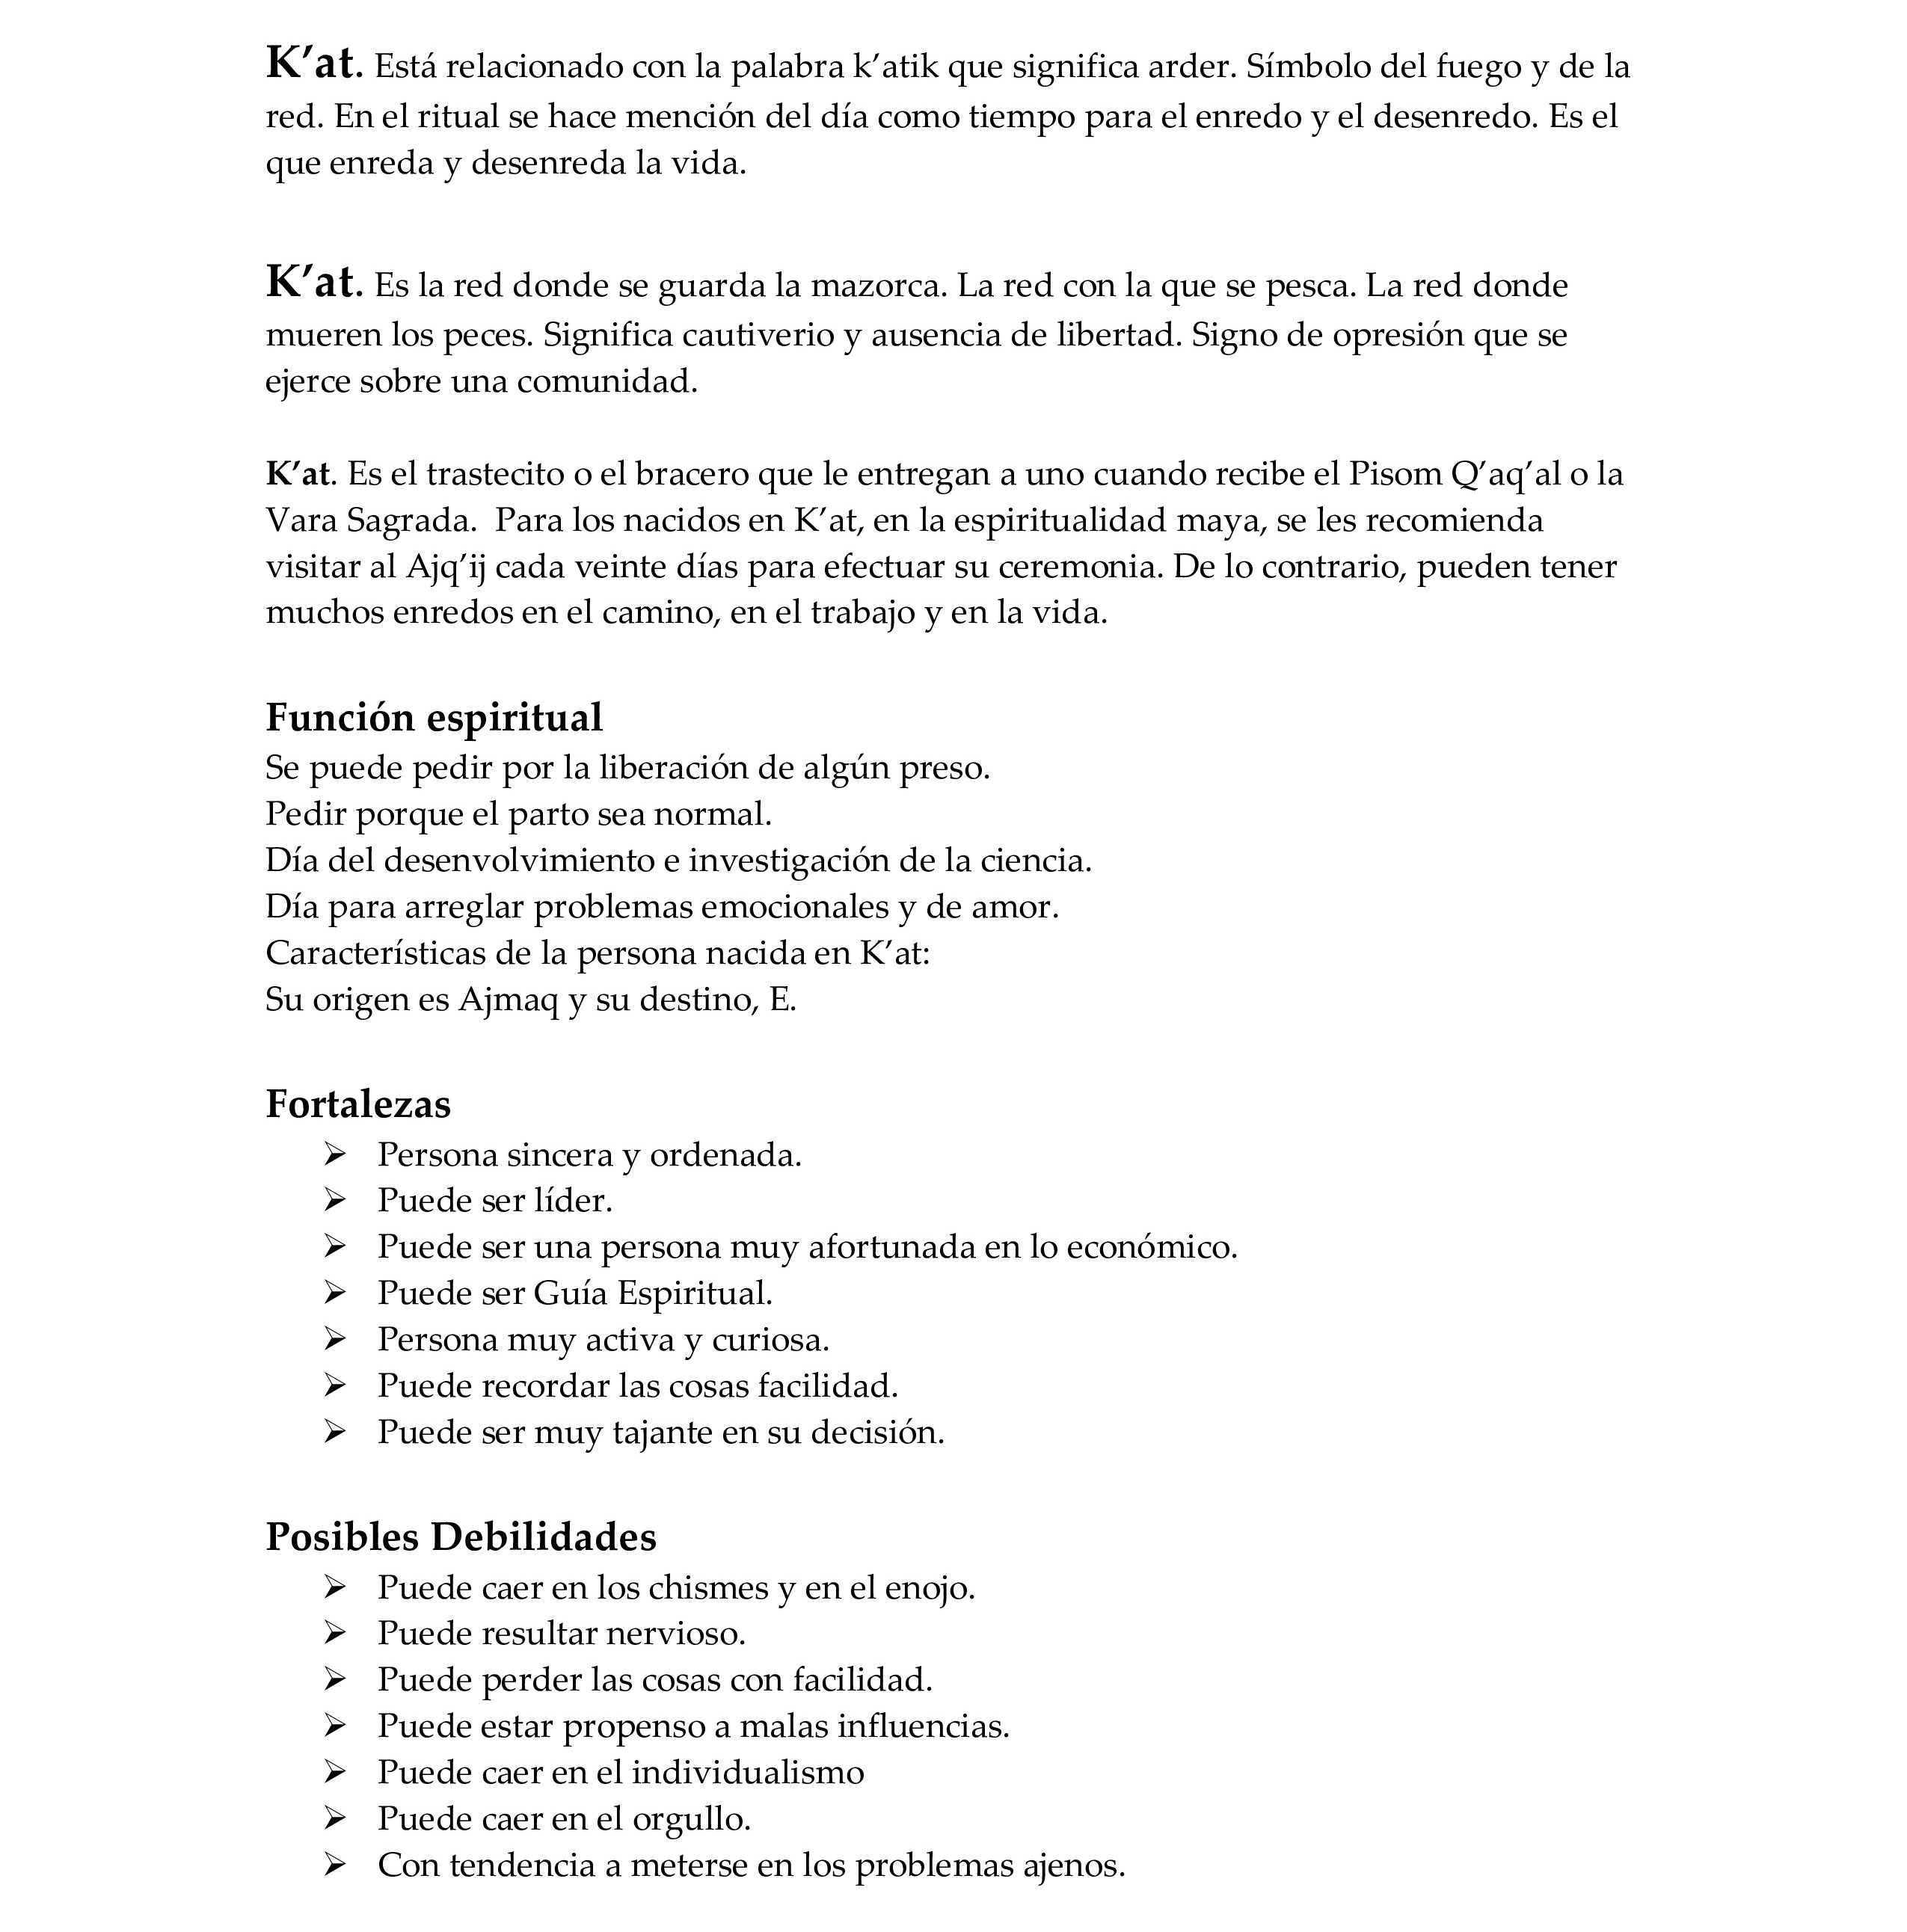 K’at. Está relacionado con la palabra k’atik que significa arder. Símbolo del fuego y de la
red. En el ritual se hace mención del día como tiempo para el enredo y el desenredo. Es el
que enreda y desenreda la vida.
K’at. Es la red donde se guarda la mazorca. La red con la que se pesca. La red donde
mueren los peces. Significa cautiverio y ausencia de libertad. Signo de opresión que se
ejerce sobre una comunidad.
K’at. Es el trastecito o el bracero que le entregan a uno cuando recibe el Pisom Q’aq’al o la
Vara Sagrada.  Para los nacidos en K’at, en la espiritualidad maya, se les recomienda
visitar al Ajq’ij cada veinte días para efectuar su ceremonia. De lo contrario, pueden tener
muchos enredos en el camino, en el trabajo y en la vida.
Función espiritual
Se puede pedir por la liberación de algún preso.
Pedir porque el parto sea normal.
Día del desenvolvimiento e investigación de la ciencia.
Día para arreglar problemas emocionales y de amor.
Características de la persona nacida en K’at:
Su origen es Ajmaq y su destino, E.
Fortalezas
➢ Persona sincera y ordenada.
➢ Puede ser líder.
➢ Puede ser una persona muy afortunada en lo económico.
➢ Puede ser Guía Espiritual.
➢ Persona muy activa y curiosa.
➢ Puede recordar las cosas facilidad.
➢ Puede ser muy tajante en su decisión.
Posibles Debilidades
➢ Puede caer en los chismes y en el enojo.
➢ Puede resultar nervioso.
➢ Puede perder las cosas con facilidad.
➢ Puede estar propenso a malas influencias.
➢ Puede caer en el individualismo
➢ Puede caer en el orgullo.
➢ Con tendencia a meterse en los problemas ajenos.